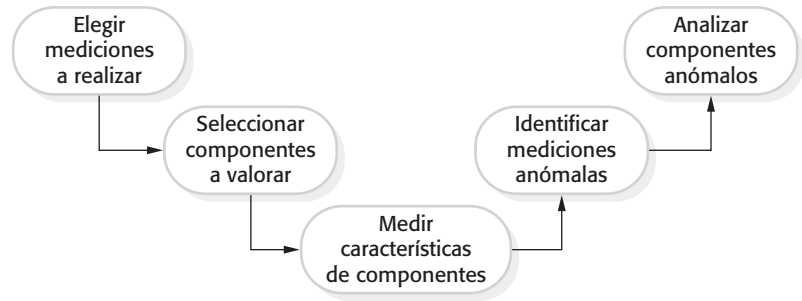 Elegir
mediciones
a realizar
Seleccionar
componentes
a valorar
Medir
características
de componentes
Identificar
mediciones
anómalas
Analizar
componentes
anómalos